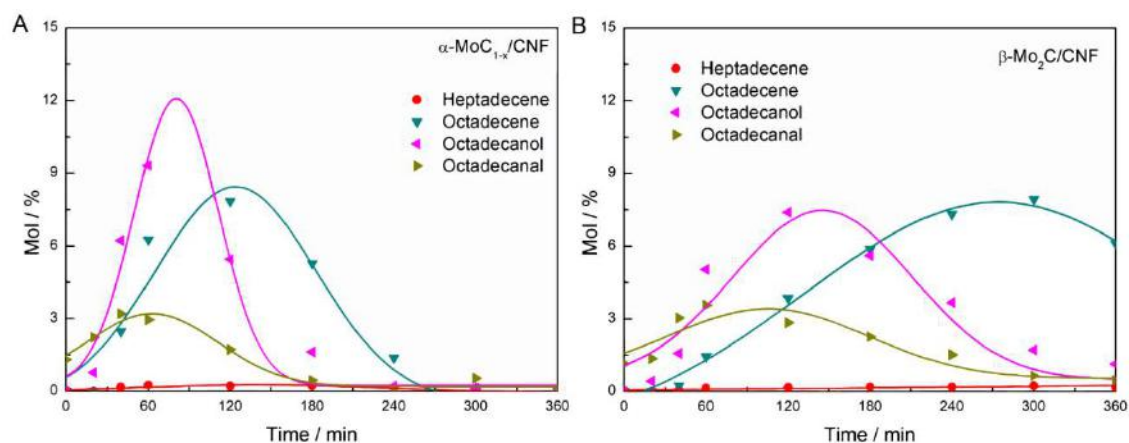 A
α-MoC1-x/CNF
Heptadecene
Octadecene
Octadecanol
Octadecanal
Mol / %
15
12
9
6
3
0
0 60 120 180 240 300 360
Time / min
B
β-Mo2C/CNF
Heptadecene
Octadecene
Octadecanol
Octadecanal
Mol / %
15
12
9
6
3
0
0 60 120 180 240 300 360
Time / min